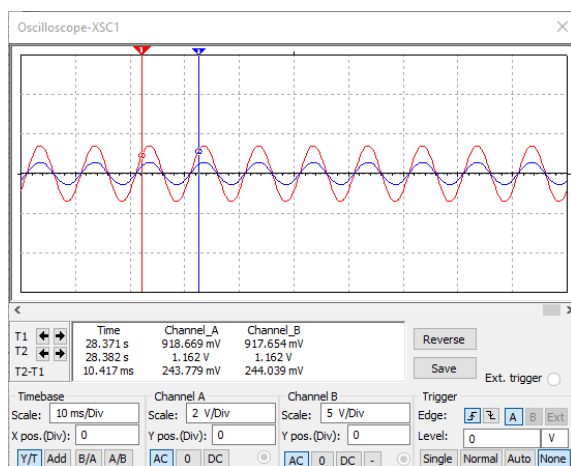 Oscilloscope-XSC1
1 2
Time Channel_A Channel_B
T1 28.371 s 918.669 mV 917.654 mV
T2 28.382 s 1.162 V 1.162 V
T2-T1 10.417 ms 243.779 mV 244.039 mV
Reverse
Save
Ext. trigger
Timebase Channel A Channel B Trigger
Scale: 10 ms/Div Scale: 2 V/Div Scale: 5 V/Div Edge: A B Ext
X pos.(Div): 0 Y pos.(Div): 0 Y pos.(Div): 0 Level: 0 V
Y/T Add B/A A/B AC 0 DC AC 0 DC - Single Normal Auto None